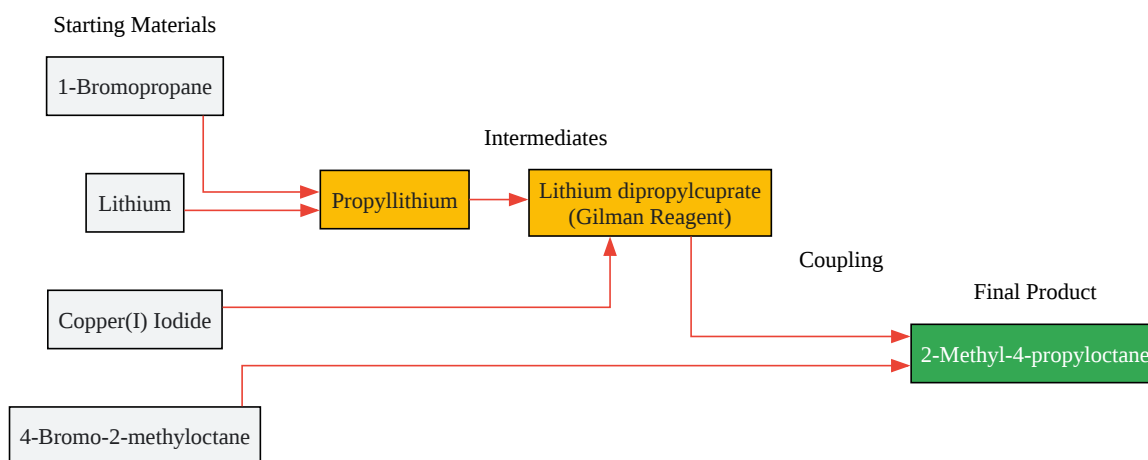 Starting Materials
1-Bromopropane
Intermediates
Lithium
Propyllithium
Lithium dipropylcuprate
(Gilman Reagent)
Coupling
Final Product
Copper(I) Iodide
2-Methyl-4-propyloctane
4-Bromo-2-methyloctane